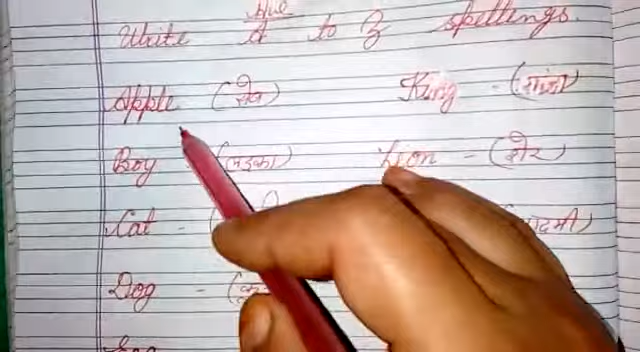 Write A to Z spellings.
Apple (सेब) King - (राजा)
Boy (लड़का) Lion - (शेर)
Cat -
Dog -